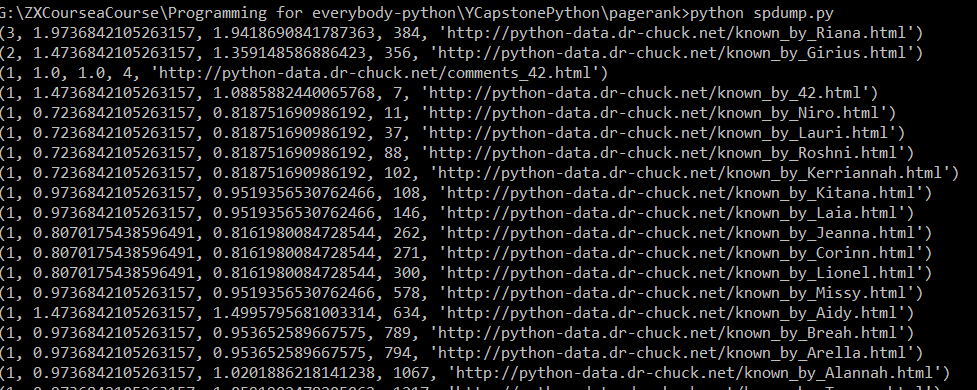 G:\ZXCourseaCourse\Programming for everybody-python\YCapstonePython\pagerank>python spdump.py
(3, 1.9736842105263157, 1.9418690841787363, 384, 'http://python-data.dr-chuck.net/known_by_Riana.html')
(2, 1.4736842105263157, 1.359148586886423, 356, 'http://python-data.dr-chuck.net/known_by_Girius.html')
(1, 1.0, 1.0, 4, 'http://python-data.dr-chuck.net/comments_42.html')
(1, 1.4736842105263157, 1.0885882440065768, 7, 'http://python-data.dr-chuck.net/known_by_42.html')
(1, 0.7236842105263157, 0.818751690986192, 11, 'http://python-data.dr-chuck.net/known_by_Niro.html')
(1, 0.7236842105263157, 0.818751690986192, 37, 'http://python-data.dr-chuck.net/known_by_Lauri.html')
(1, 0.7236842105263157, 0.818751690986192, 88, 'http://python-data.dr-chuck.net/known_by_Roshni.html')
(1, 0.7236842105263157, 0.818751690986192, 102, 'http://python-data.dr-chuck.net/known_by_Kerriannah.html')
(1, 0.9736842105263157, 0.9519356530762466, 108, 'http://python-data.dr-chuck.net/known_by_Kitana.html')
(1, 0.9736842105263157, 0.9519356530762466, 146, 'http://python-data.dr-chuck.net/known_by_Laia.html')
(1, 0.8070175438596491, 0.8161980084728544, 262, 'http://python-data.dr-chuck.net/known_by_Jeanna.html')
(1, 0.8070175438596491, 0.8161980084728544, 271, 'http://python-data.dr-chuck.net/known_by_Corinn.html')
(1, 0.8070175438596491, 0.8161980084728544, 300, 'http://python-data.dr-chuck.net/known_by_Lionel.html')
(1, 0.9736842105263157, 0.9519356530762466, 578, 'http://python-data.dr-chuck.net/known_by_Missy.html')
(1, 1.4736842105263157, 1.4995795681003314, 634, 'http://python-data.dr-chuck.net/known_by_Aidy.html')
(1, 0.9736842105263157, 0.953652589667575, 789, 'http://python-data.dr-chuck.net/known_by_Breah.html')
(1, 0.9736842105263157, 0.953652589667575, 794, 'http://python-data.dr-chuck.net/known_by_Arella.html')
(1, 0.9736842105263157, 1.0201886218141238, 1067, 'http://python-data.dr-chuck.net/known_by_Alannah.html')